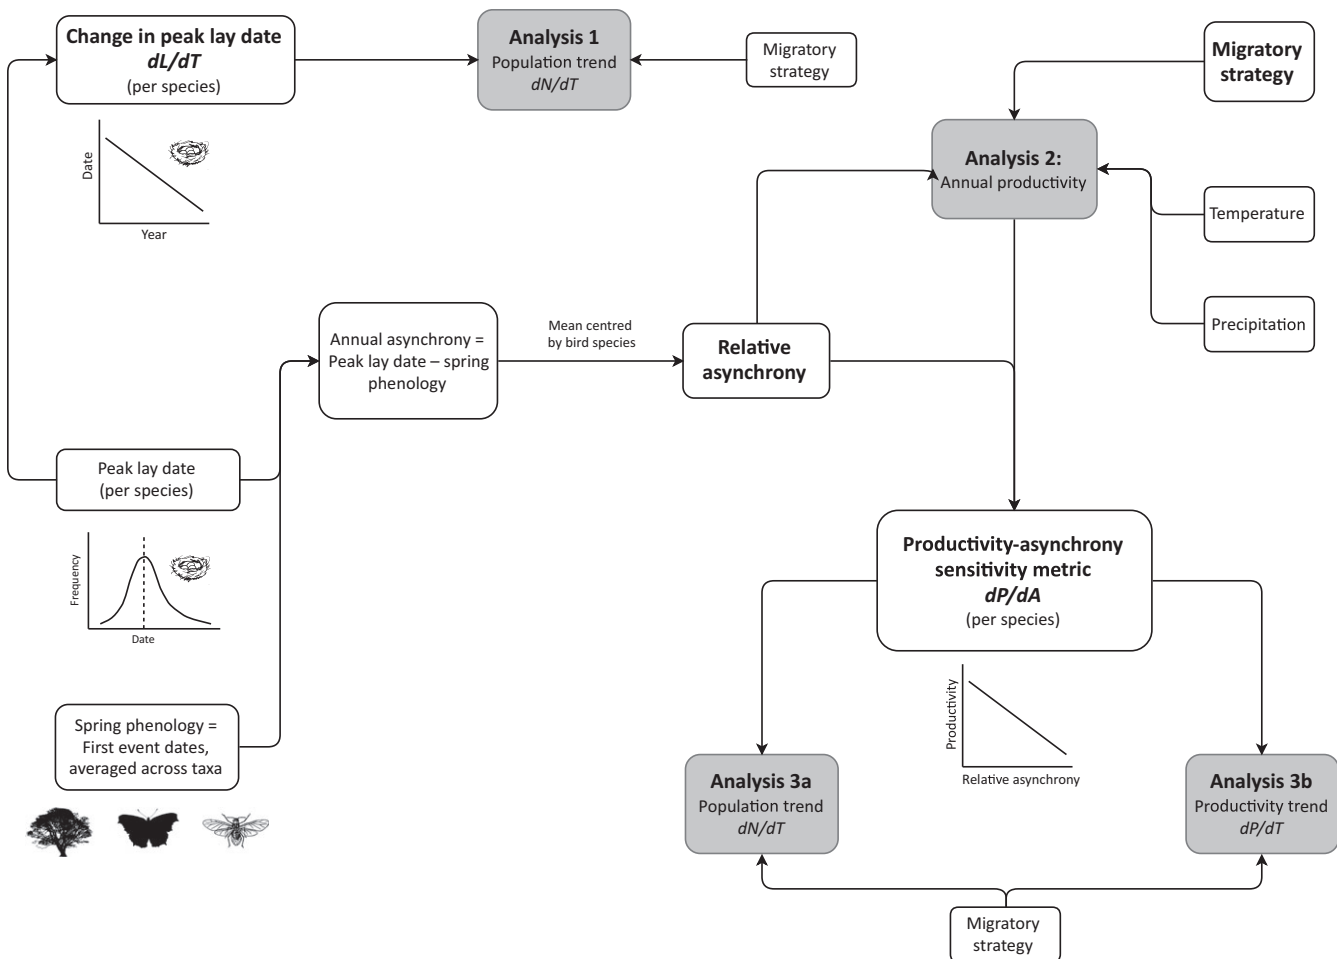 Change in peak lay date
dL/dT
(per species)
Analysis 1
Population trend
dN/dT
Migratory
strategy
Migratory
strategy
Date
Year
Analysis 2:
Annual productivity
Temperature
Precipitation
Annual asynchrony =
Peak lay date – spring
phenology
Mean centred
by bird species
Relative
asynchrony
Peak lay date
(per species)
Frequency
Date
Productivity-asynchrony
sensitivity metric
dP/dA
(per species)
Productivity
Relative asynchrony
Spring phenology =
First event dates,
averaged across taxa
Analysis 3a
Population trend
dN/dT
Analysis 3b
Productivity trend
dP/dT
Migratory
strategy